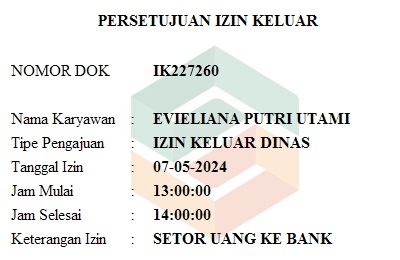 PERSETUJUAN IZIN KELUAR
NOMOR DOK IK227260
Nama Karyawan : EVIELIANA PUTRI UTAMI
Tipe Pengajuan : IZIN KELUAR DINAS
Tanggal Izin : 07-05-2024
Jam Mulai : 13:00:00
Jam Selesai : 14:00:00
Keterangan Izin : SETOR UANG KE BANK